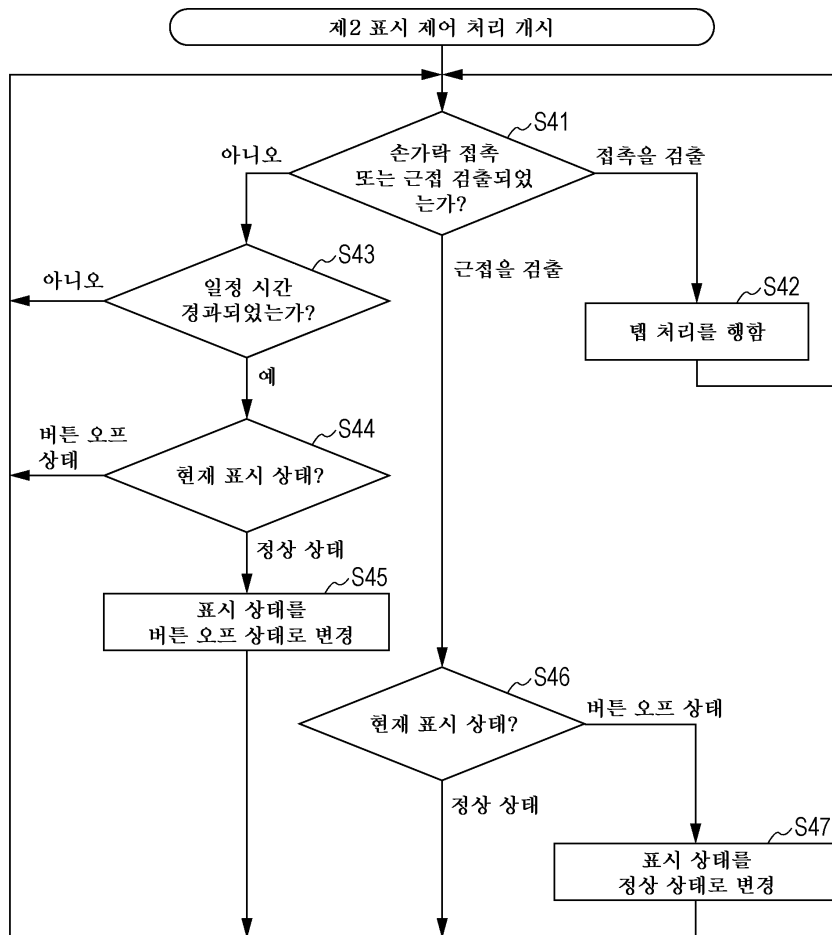 제2 표시 제어 처리 개시
S41
손가락 접촉
또는 근접 검출되었
는가?
아니오
접촉을 검출
S43
일정 시간
경과되었는가?
아니오
근접을 검출
S42
탭 처리를 행함
예
S44
버튼 오프
상태
현재 표시 상태?
정상 상태
S45
표시 상태를
버튼 오프 상태로 변경
S46
현재 표시 상태?
버튼 오프 상태
정상 상태
S47
표시 상태를
정상 상태로 변경